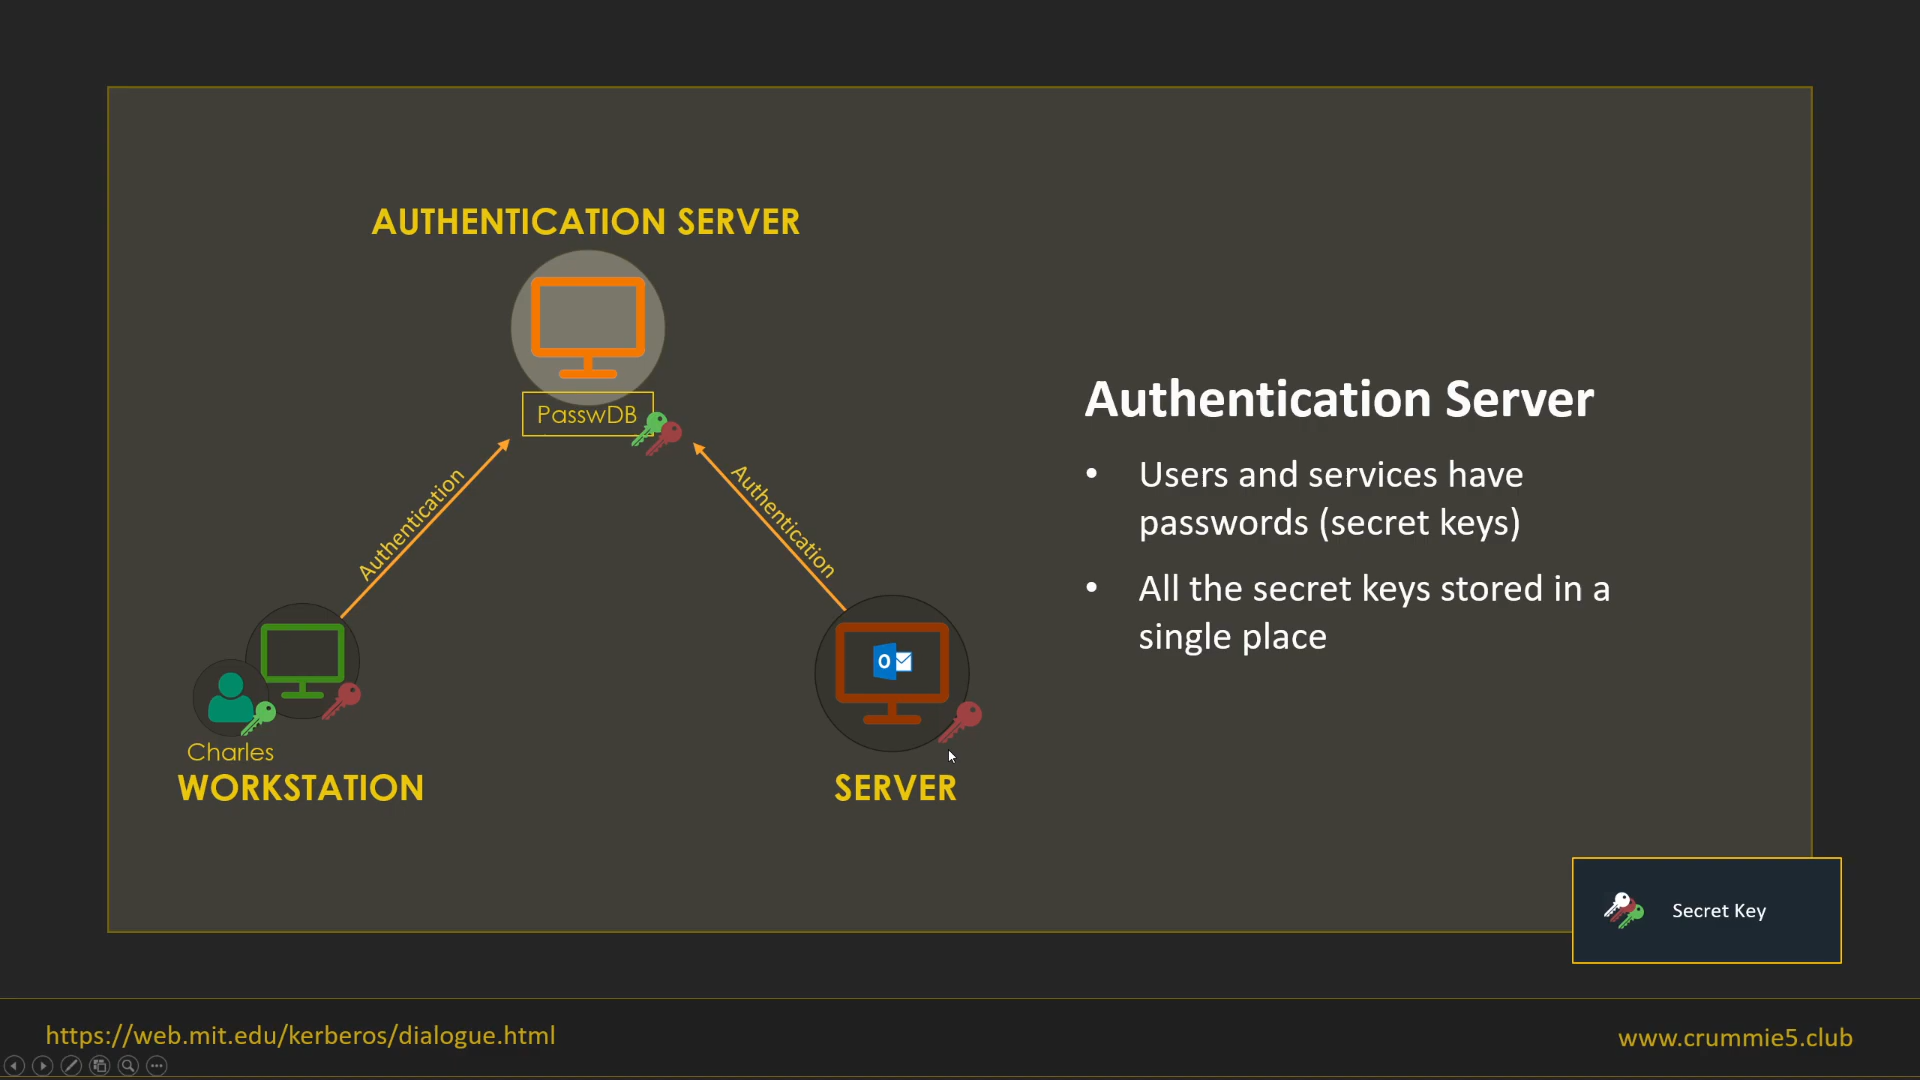 AUTHENTICATION SERVER
PasswDB
Authentication
Authentication
Charles
WORKSTATION
SERVER
Authentication Server
• Users and services have
passwords (secret keys)
• All the secret keys stored in a
single place
Secret Key
https://web.mit.edu/kerberos/dialogue.html
www.crummie5.club